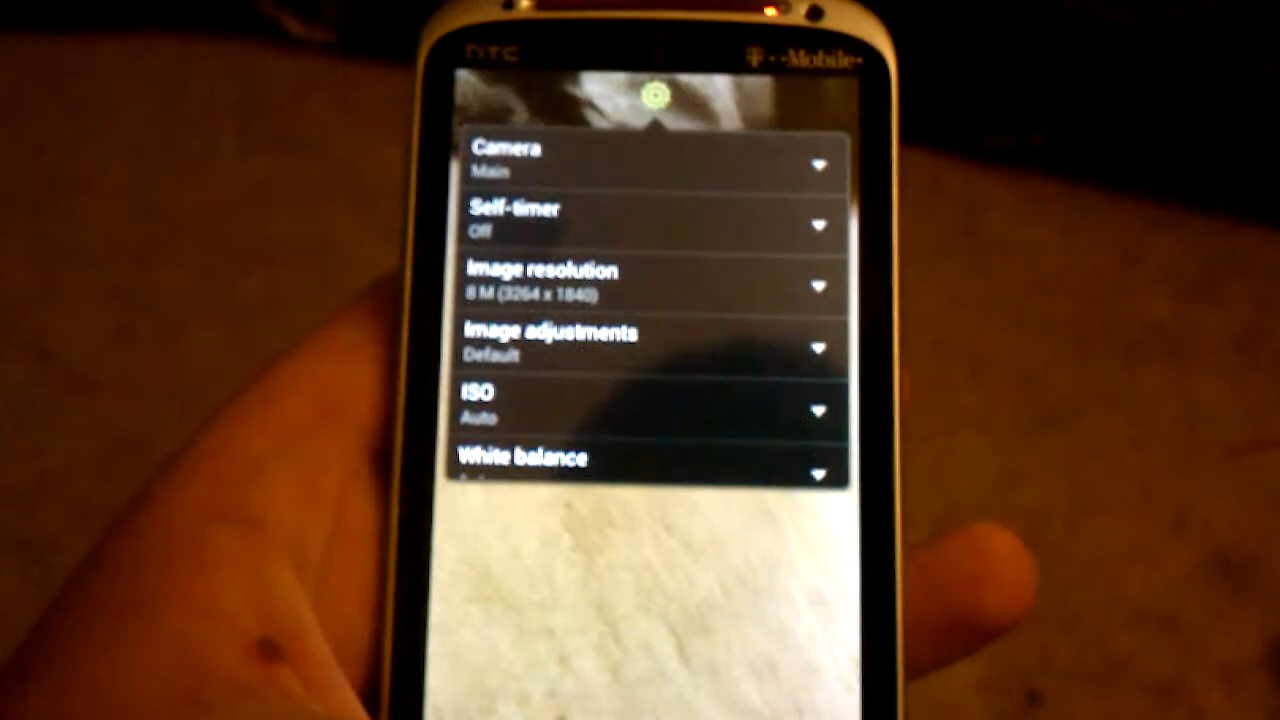 hTC
T··Mobile·
Camera
Main
Self-timer
Off
Image resolution
8 M (3264 x 1840)
Image adjustments
Default
ISO
Auto
White balance